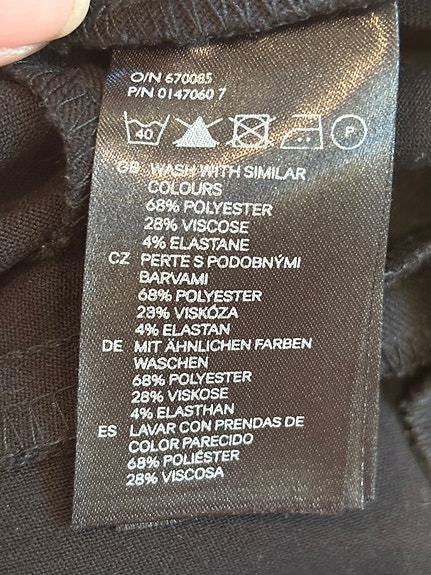 O/N 670085
P/N 0147060 7
40 P
GB WASH WITH SIMILAR
COLOURS
68% POLYESTER
28% VISCOSE
4% ELASTANE
CZ PERTE S PODOBNÝMI
BARVAMI
68% POLYESTER
28% VISKÓZA
4% ELASTAN
DE MIT ÄHNLICHEN FARBEN
WASCHEN
68% POLYESTER
28% VISKOSE
4% ELASTHAN
ES LAVAR CON PRENDAS DE
COLOR PARECIDO
68% POLIÉSTER
28% VISCOSA